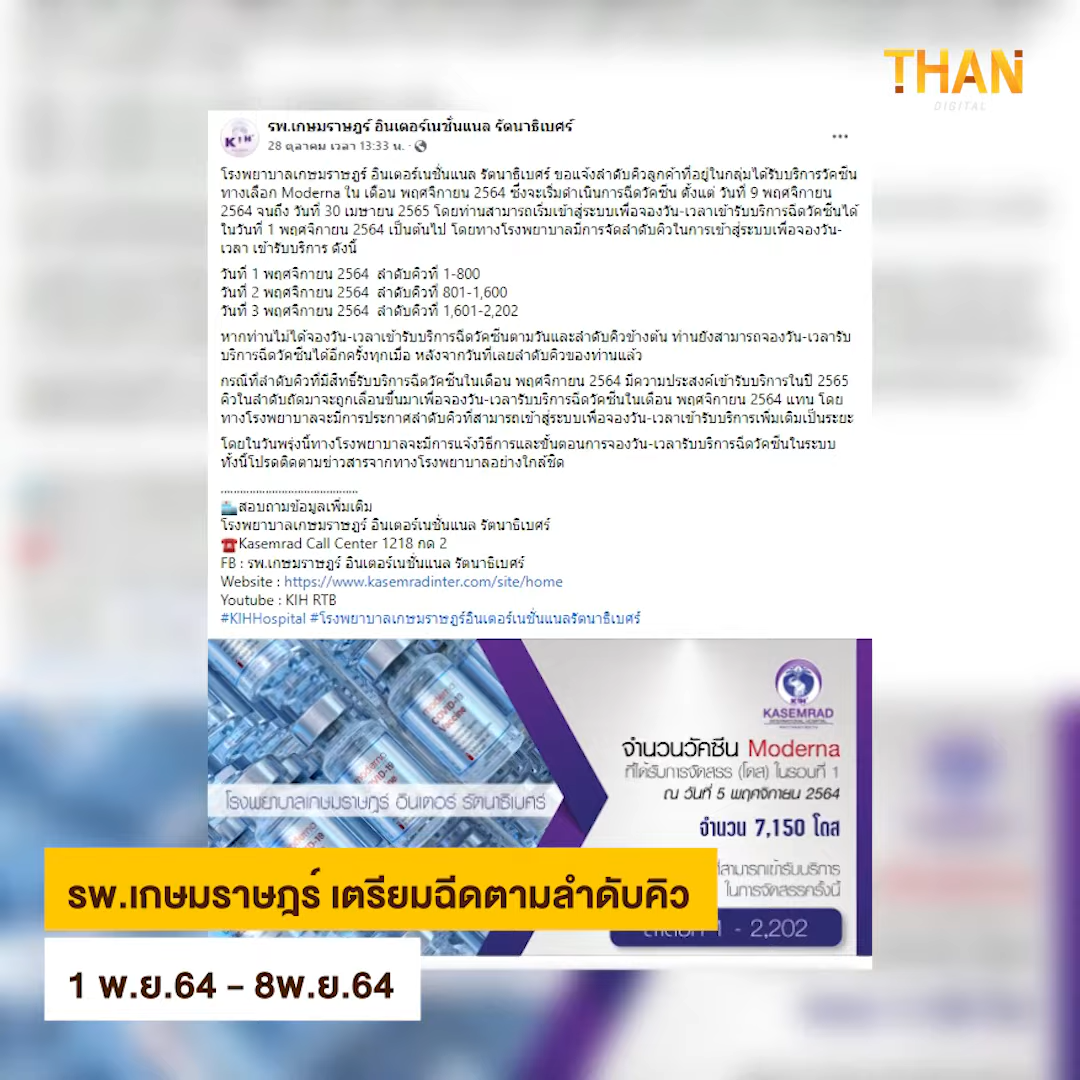 THAN
DIGITAL
รพ.เกษมราษฎร์ อินเตอร์เนชั่นแนล รัตนาธิเบศร์
28 ตุลาคม เวลา 13:33 น. ·
โรงพยาบาลเกษมราษฎร์ อินเตอร์เนชั่นแนล รัตนาธิเบศร์ ขอแจ้งลำดับคิวลูกค้าที่อยู่ในกลุ่มได้รับบริการวัคซีน
ทางเลือก Moderna ใน เดือน พฤศจิกายน 2564 ซึ่งจะเริ่มดำเนินการฉีดวัคซีน ตั้งแต่ วันที่ 9 พฤศจิกายน
2564 จนถึง วันที่ 30 เมษายน 2565 โดยท่านสามารถเริ่มเข้าสู่ระบบเพื่อจองวัน-เวลาเข้ารับบริการฉีดวัคซีนได้
ในวันที่ 1 พฤศจิกายน 2564 เป็นต้นไป โดยทางโรงพยาบาลมีการจัดลำดับคิวในการเข้าสู่ระบบเพื่อจองวัน-
เวลา เข้ารับบริการ ดังนี้
วันที่ 1 พฤศจิกายน 2564 ลำดับคิวที่ 1-800
วันที่ 2 พฤศจิกายน 2564 ลำดับคิวที่ 801-1,600
วันที่ 3 พฤศจิกายน 2564 ลำดับคิวที่ 1,601-2,202
หากท่านไม่ได้จองวัน-เวลาเข้ารับบริการฉีดวัคซีนตามวันและลำดับคิวข้างต้น ท่านยังสามารถจองวัน-เวลารับ
บริการฉีดวัคซีนได้อีกครั้งทุกเมื่อ หลังจากวันที่เลยลำดับคิวของท่านแล้ว
กรณีที่ลำดับคิวที่มีสิทธิ์รับบริการฉีดวัคซีนในเดือน พฤศจิกายน 2564 มีความประสงค์เข้ารับบริการในปี 2565
คิวในลำดับถัดมาจะถูกเลื่อนขึ้นมาเพื่อจองวัน-เวลารับบริการฉีดวัคซีนในเดือน พฤศจิกายน 2564 แทน โดย
ทางโรงพยาบาลจะมีการประกาศลำดับคิวที่สามารถเข้าสู่ระบบเพื่อจองวัน-เวลาเข้ารับบริการเพิ่มเติมเป็นระยะ
โดยในวันพรุ่งนี้ทางโรงพยาบาลจะมีการแจ้งวิธีการและขั้นตอนการจองวัน-เวลารับบริการฉีดวัคซีนในระบบ
ทั้งนี้โปรดติดตามข่าวสารจากทางโรงพยาบาลอย่างใกล้ชิด
...........................................
สอบถามข้อมูลเพิ่มเติม
โรงพยาบาลเกษมราษฎร์ อินเตอร์เนชั่นแนล รัตนาธิเบศร์
Kasemrad Call Center 1218 กด 2
FB : รพ.เกษมราษฎร์ อินเตอร์เนชั่นแนล รัตนาธิเบศร์
Website : https://www.kasemradinter.com/site/home
Youtube : KIH RTB
#KIHHospital #โรงพยาบาลเกษมราษฎร์อินเตอร์เนชั่นแนลรัตนาธิเบศร์
KIH
KASEMRAD
จำนวนวัคซีน Moderna
ที่ได้รับการจัดสรร (โดส) ในรอบที่ 1
ณ วันที่ 5 พฤศจิกายน 2564
จำนวน 7,150 โดส
โรงพยาบาลเกษมราษฎร์ อินเตอร์ รัตนาธิเบศร์
COVID-19
Vaccine
ที่สามารถเข้ารับบริการ
ในการจัดสรรครั้งนี้
1 - 2,202
รพ.เกษมราษฎร์ เตรียมฉีดตามลำดับคิว
1 พ.ย.64 – 8พ.ย.64